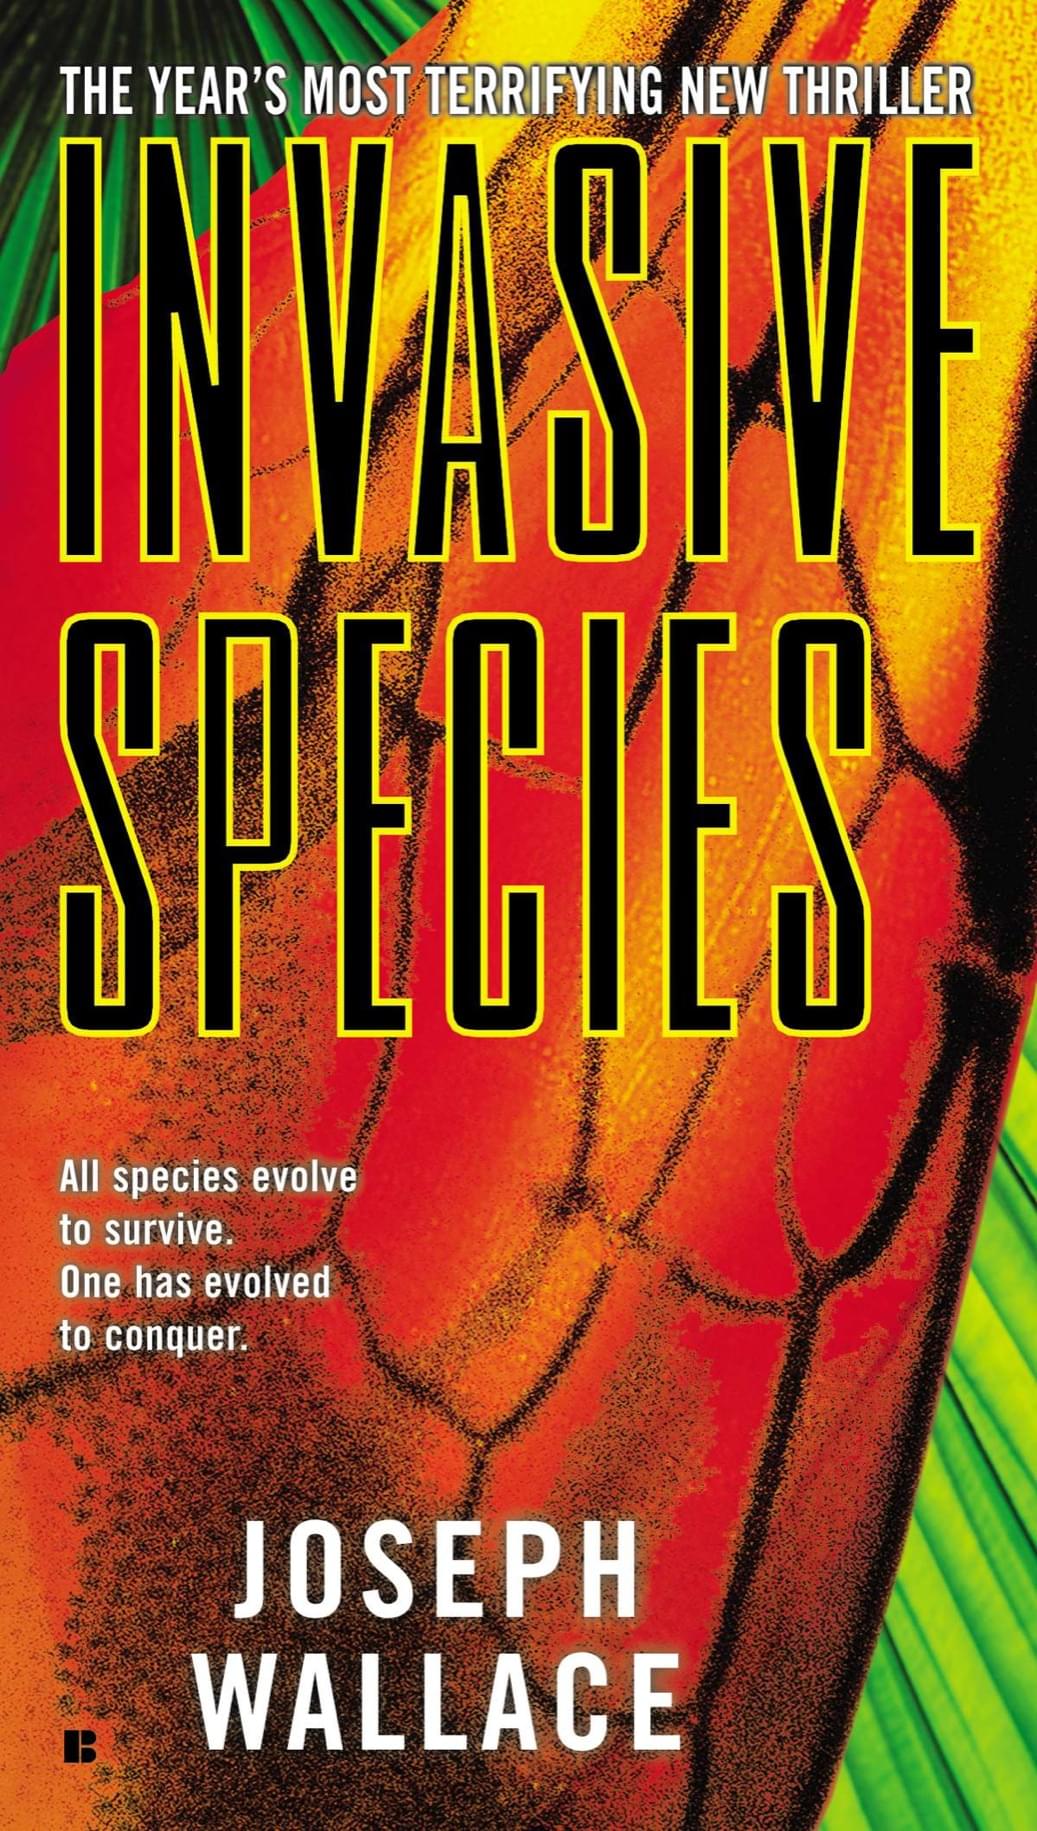 THE YEAR'S MOST TERRIFYING NEW THRILLER
INVASIVE
SPECIES
All species evolve
to survive.
One has evolved
to conquer.
JOSEPH
WALLACE
B